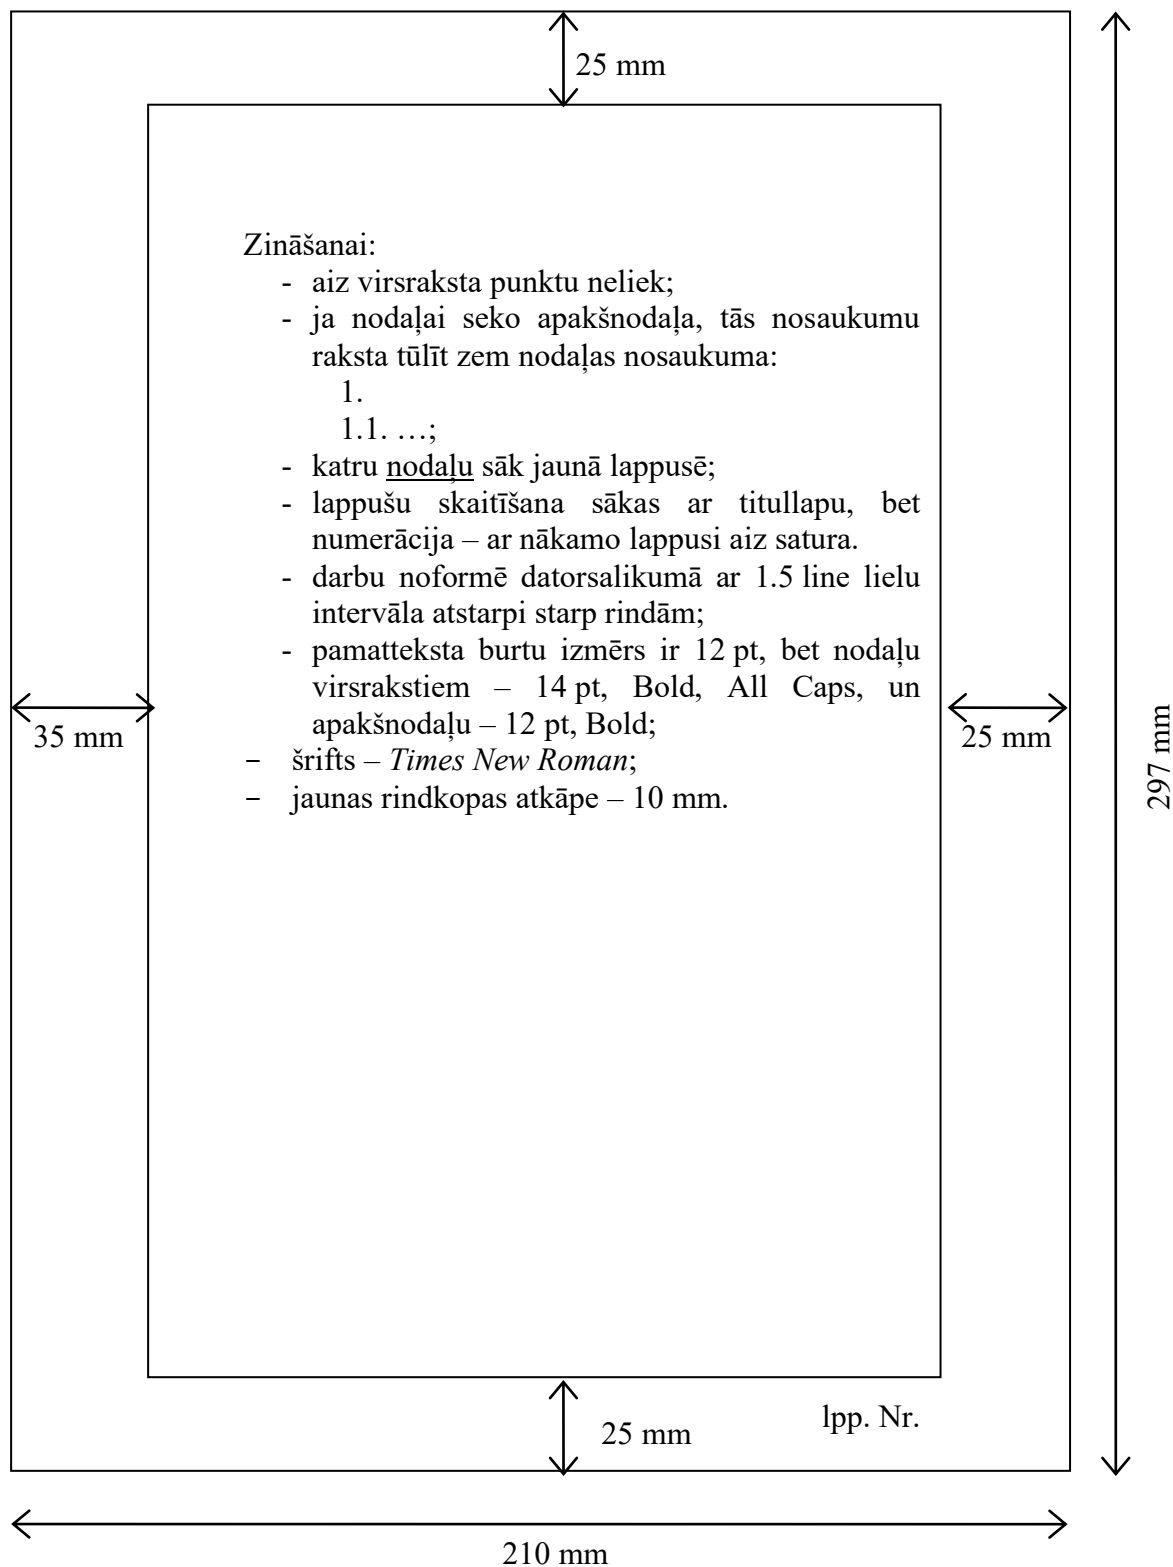 25 mm
Zināšanai:
- aiz virsraksta punktu neliek;
- ja nodaļai seko apakšnodaļa, tās nosaukumu
raksta tūlīt zem nodaļas nosaukuma:
1.
1.1. …;
- katru nodaļu sāk jaunā lappusē;
- lappušu skaitīšana sākas ar titullapu, bet
numerācija – ar nākamo lappusi aiz satura.
- darbu noformē datorsalikumā ar 1.5 line lielu
intervāla atstarpi starp rindām;
- pamatteksta burtu izmērs ir 12 pt, bet nodaļu
virsrakstiem – 14 pt, Bold, All Caps, un
apakšnodaļu – 12 pt, Bold;
35 mm
25 mm
297 mm
– šrifts – Times New Roman;
– jaunas rindkopas atkāpe – 10 mm.
lpp. Nr.
25 mm
210 mm